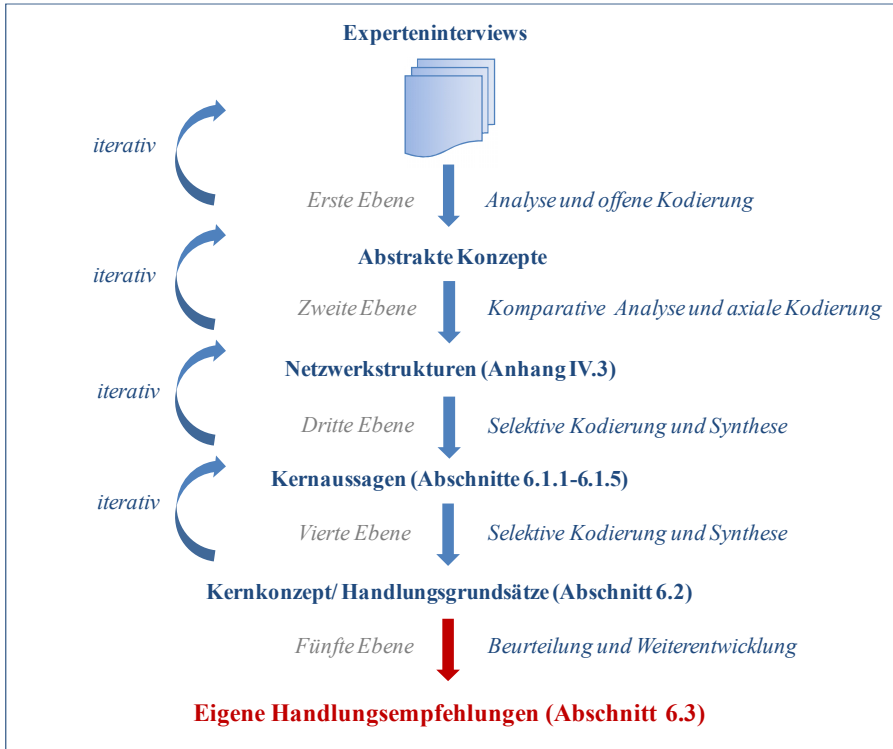 Experteninterviews
iterativ
Erste Ebene Analyse und offene Kodierung
Abstrakte Konzepte
iterativ
Zweite Ebene Komparative Analyse und axiale Kodierung
Netzwerkstrukturen (Anhang IV.3)
iterativ
Dritte Ebene Selektive Kodierung und Synthese
Kernaussagen (Abschnitte 6.1.1-6.1.5)
iterativ
Vierte Ebene Selektive Kodierung und Synthese
Kernkonzept/ Handlungsgrundsätze (Abschnitt 6.2)
Fünfte Ebene Beurteilung und Weiterentwicklung
Eigene Handlungsempfehlungen (Abschnitt 6.3)